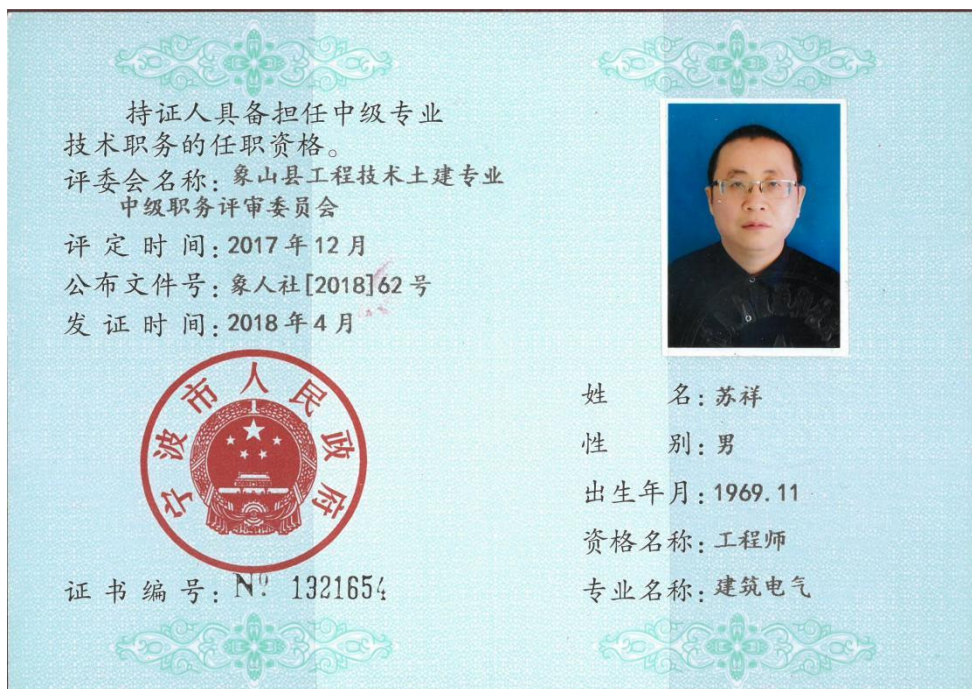 持证人具备担任中级专业
技术职务的任职资格。
评委会名称：象山县工程技术土建专业
中级职务评审委员会
评定时间：2017年12月
公布文件号：象人社[2018]62号
发证时间：2018年4月
宁波市人民政府
证书编号：Nº 1321654
姓名：苏祥
性别：男
出生年月：1969.11
资格名称：工程师
专业名称：建筑电气